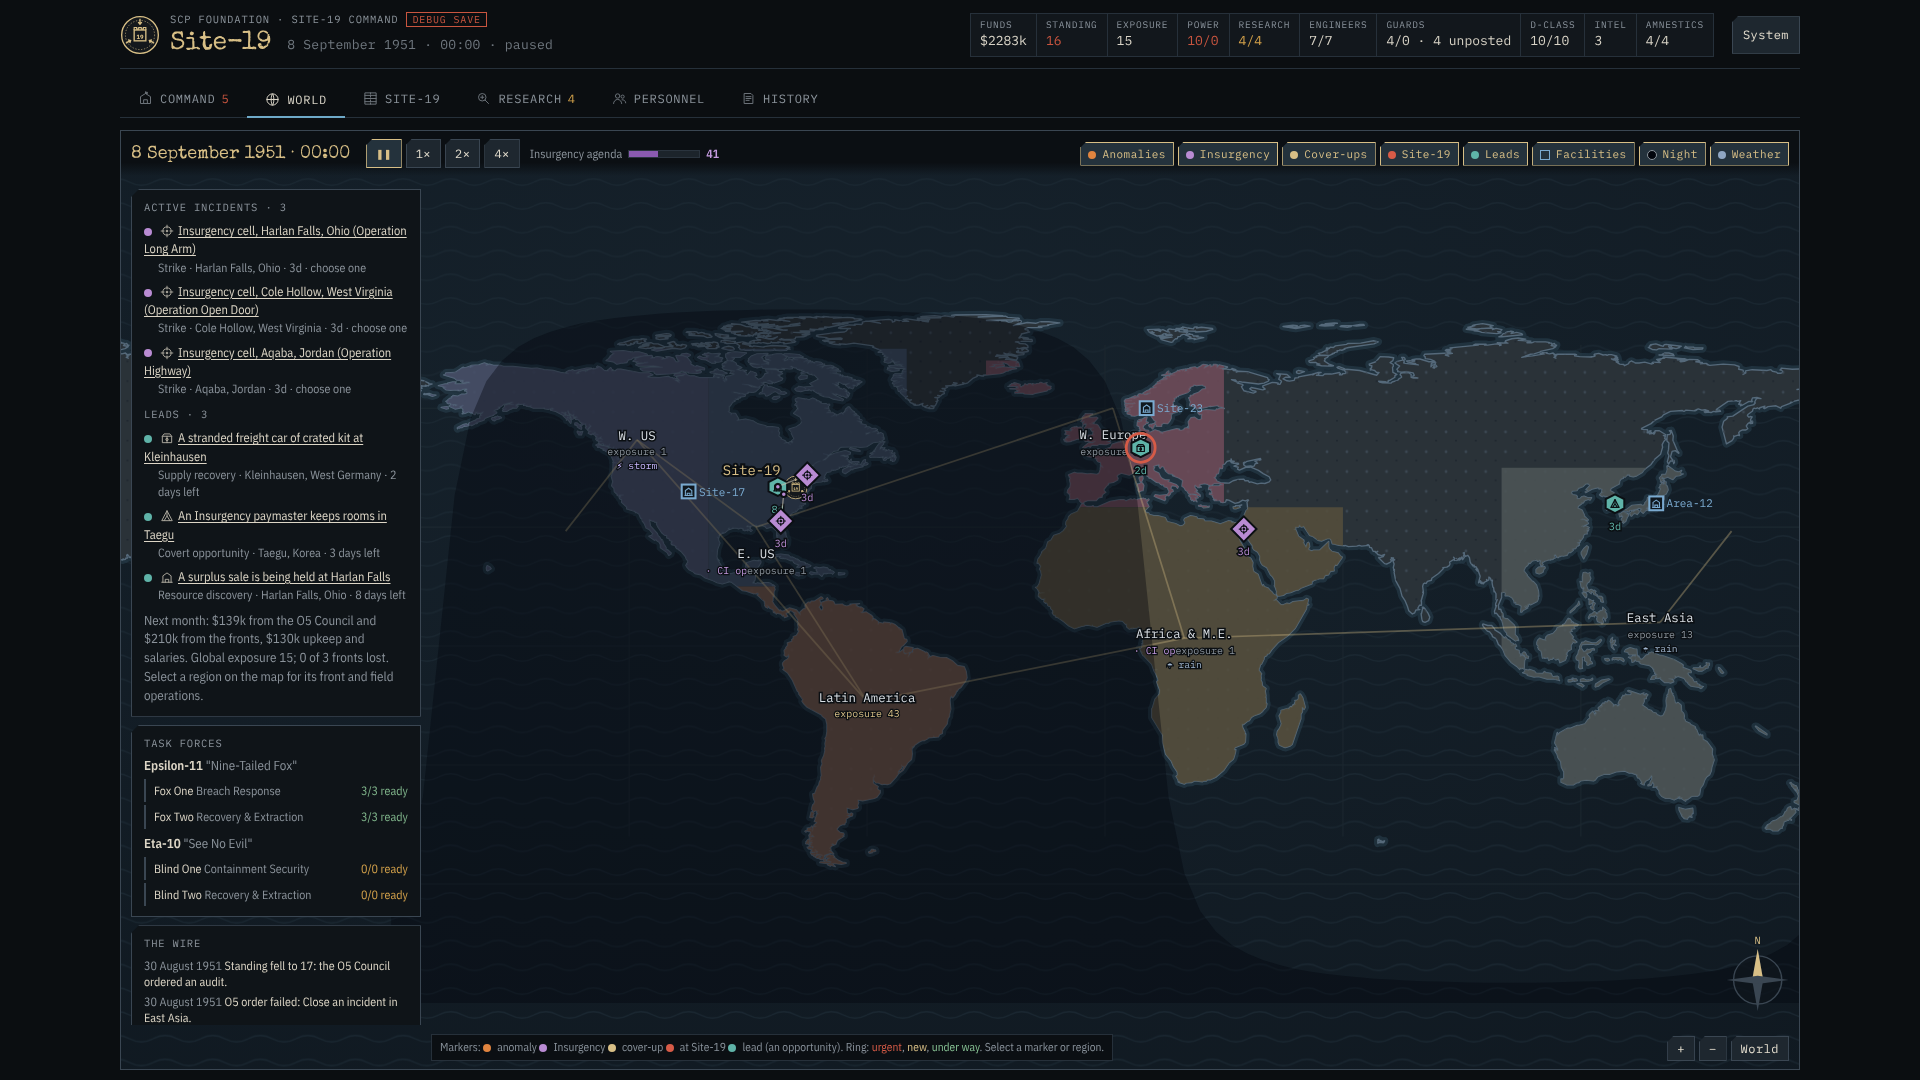 SCP FOUNDATION · SITE-19 COMMAND DEBUG SAVE
Site-19 8 September 1951 · 00:00 · paused
FUNDS
$2283k
STANDING
16
EXPOSURE
15
POWER
10/0
RESEARCH
4/4
ENGINEERS
7/7
GUARDS
4/0 · 4 unposted
D-CLASS
10/10
INTEL
3
AMNESTICS
4/4
System
COMMAND 5
WORLD
SITE-19
RESEARCH 4
PERSONNEL
HISTORY
8 September 1951 · 00:00
1×
2×
4×
Insurgency agenda 41
Anomalies
Insurgency
Cover-ups
Site-19
Leads
Facilities
Night
Weather
ACTIVE INCIDENTS · 3
Insurgency cell, Harlan Falls, Ohio (Operation
Long Arm)
Strike · Harlan Falls, Ohio · 3d · choose one
Insurgency cell, Cole Hollow, West Virginia
(Operation Open Door)
Strike · Cole Hollow, West Virginia · 3d · choose one
Insurgency cell, Aqaba, Jordan (Operation
Highway)
Strike · Aqaba, Jordan · 3d · choose one
LEADS · 3
A stranded freight car of crated kit at
Kleinhausen
Supply recovery · Kleinhausen, West Germany · 2
days left
An Insurgency paymaster keeps rooms in
Taegu
Covert opportunity · Taegu, Korea · 3 days left
A surplus sale is being held at Harlan Falls
Resource discovery · Harlan Falls, Ohio · 8 days left
Next month: $139k from the O5 Council and
$210k from the fronts, $130k upkeep and
salaries. Global exposure 15; 0 of 3 fronts lost.
Select a region on the map for its front and field
operations.
TASK FORCES
Epsilon-11 "Nine-Tailed Fox"
Fox One Breach Response 3/3 ready
Fox Two Recovery & Extraction 3/3 ready
Eta-10 "See No Evil"
Blind One Containment Security 0/0 ready
Blind Two Recovery & Extraction 0/0 ready
THE WIRE
30 August 1951 Standing fell to 17: the O5 Council
ordered an audit.
30 August 1951 O5 order failed: Close an incident in
East Asia.
W. US
exposure 1
storm
Site-19
3d
Site-17
8
3d
E. US
· CI op exposure 1
Latin America
exposure 43
Site-23
W. Europe
exposure
2d
3d
Africa & M.E.
· CI op exposure 1
rain
3d
Area-12
East Asia
exposure 13
rain
N
Markers: anomaly Insurgency cover-up at Site-19 lead (an opportunity). Ring: urgent, new, under way. Select a marker or region.
+
−
World